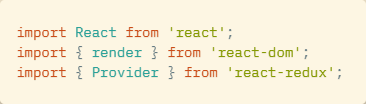 import React from 'react';
import { render } from 'react-dom';
import { Provider } from 'react-redux';